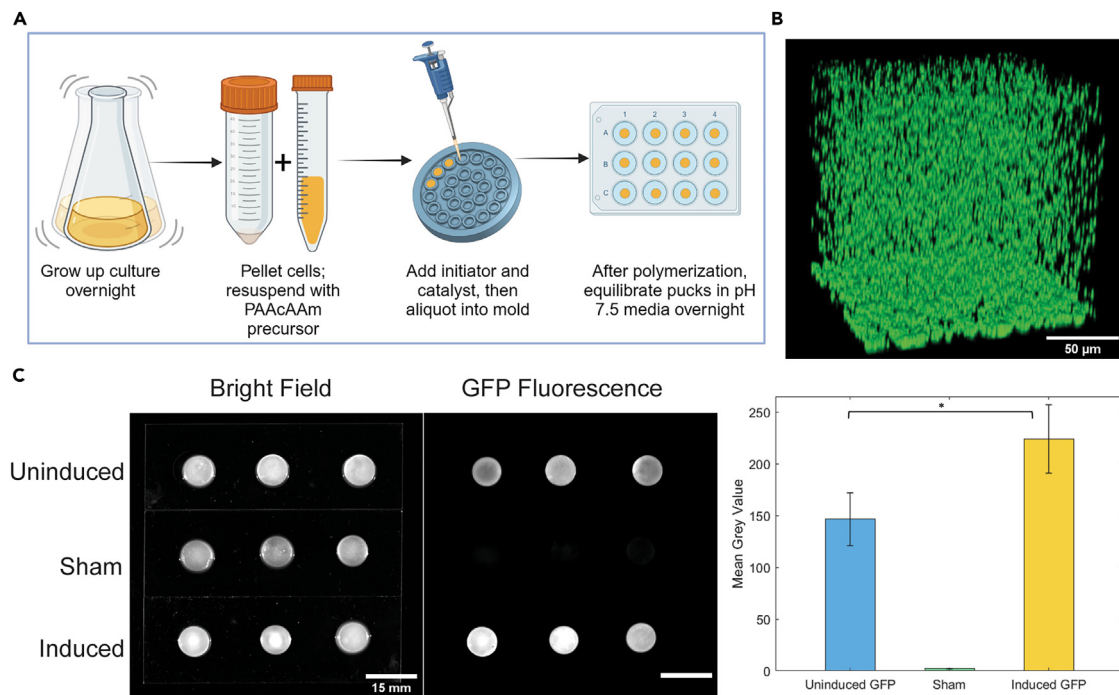 A
Grow up culture
overnight
+
Pellet cells;
resuspend with
PAAcAAm
precursor
Add initiator and
catalyst, then
aliquot into mold
1 2 3 4
A
B
C
After polymerization,
equilibrate pucks in pH
7.5 media overnight
B
50 µm
C
Bright Field
GFP Fluorescence
Uninduced
Sham
Induced
15 mm
Mean Grey Value
250
200
150
100
50
0
*
Uninduced GFP
Sham
Induced GFP